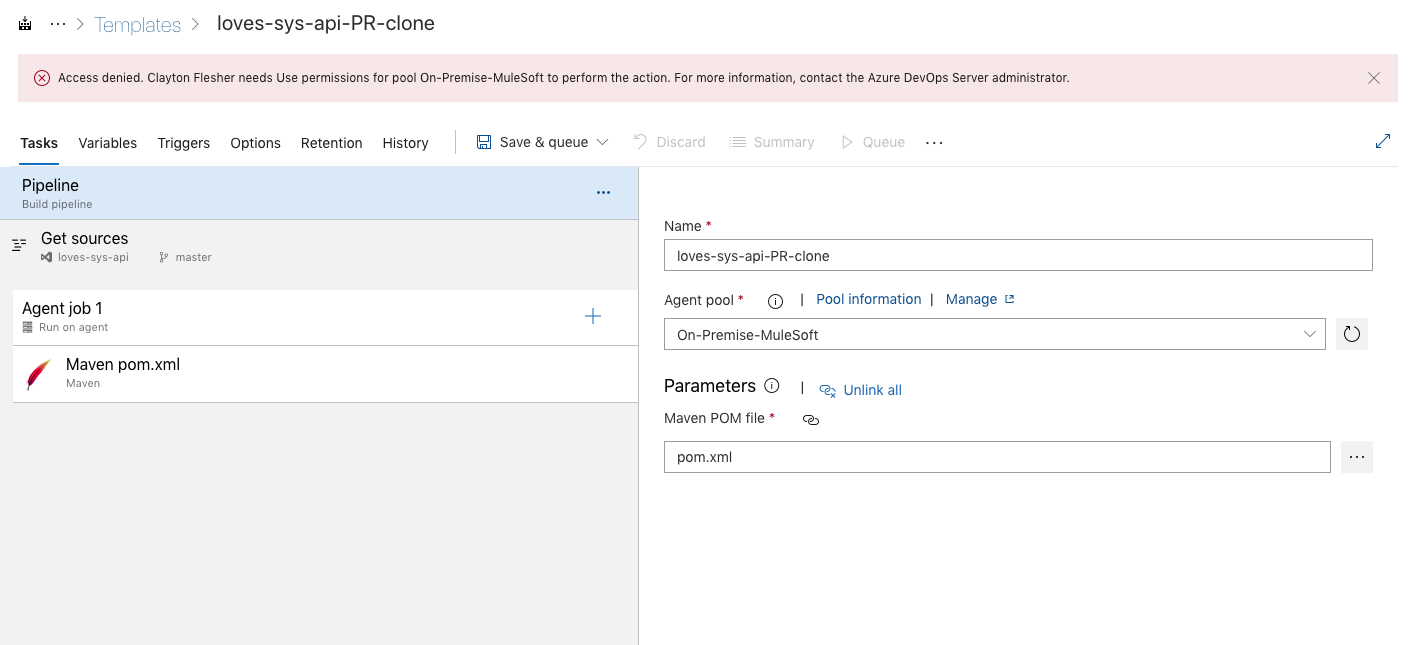 ··· > Templates > loves-sys-api-PR-clone
Access denied. Clayton Flesher needs Use permissions for pool On-Premise-MuleSoft to perform the action. For more information, contact the Azure DevOps Server administrator.
Tasks Variables Triggers Options Retention History | Save & queue Discard Summary Queue ···
Pipeline
Build pipeline
Get sources
loves-sys-api master
Agent job 1
Run on agent
Maven pom.xml
Maven
Name *
loves-sys-api-PR-clone
Agent pool * | Pool information | Manage
On-Premise-MuleSoft
Parameters | Unlink all
Maven POM file *
pom.xml